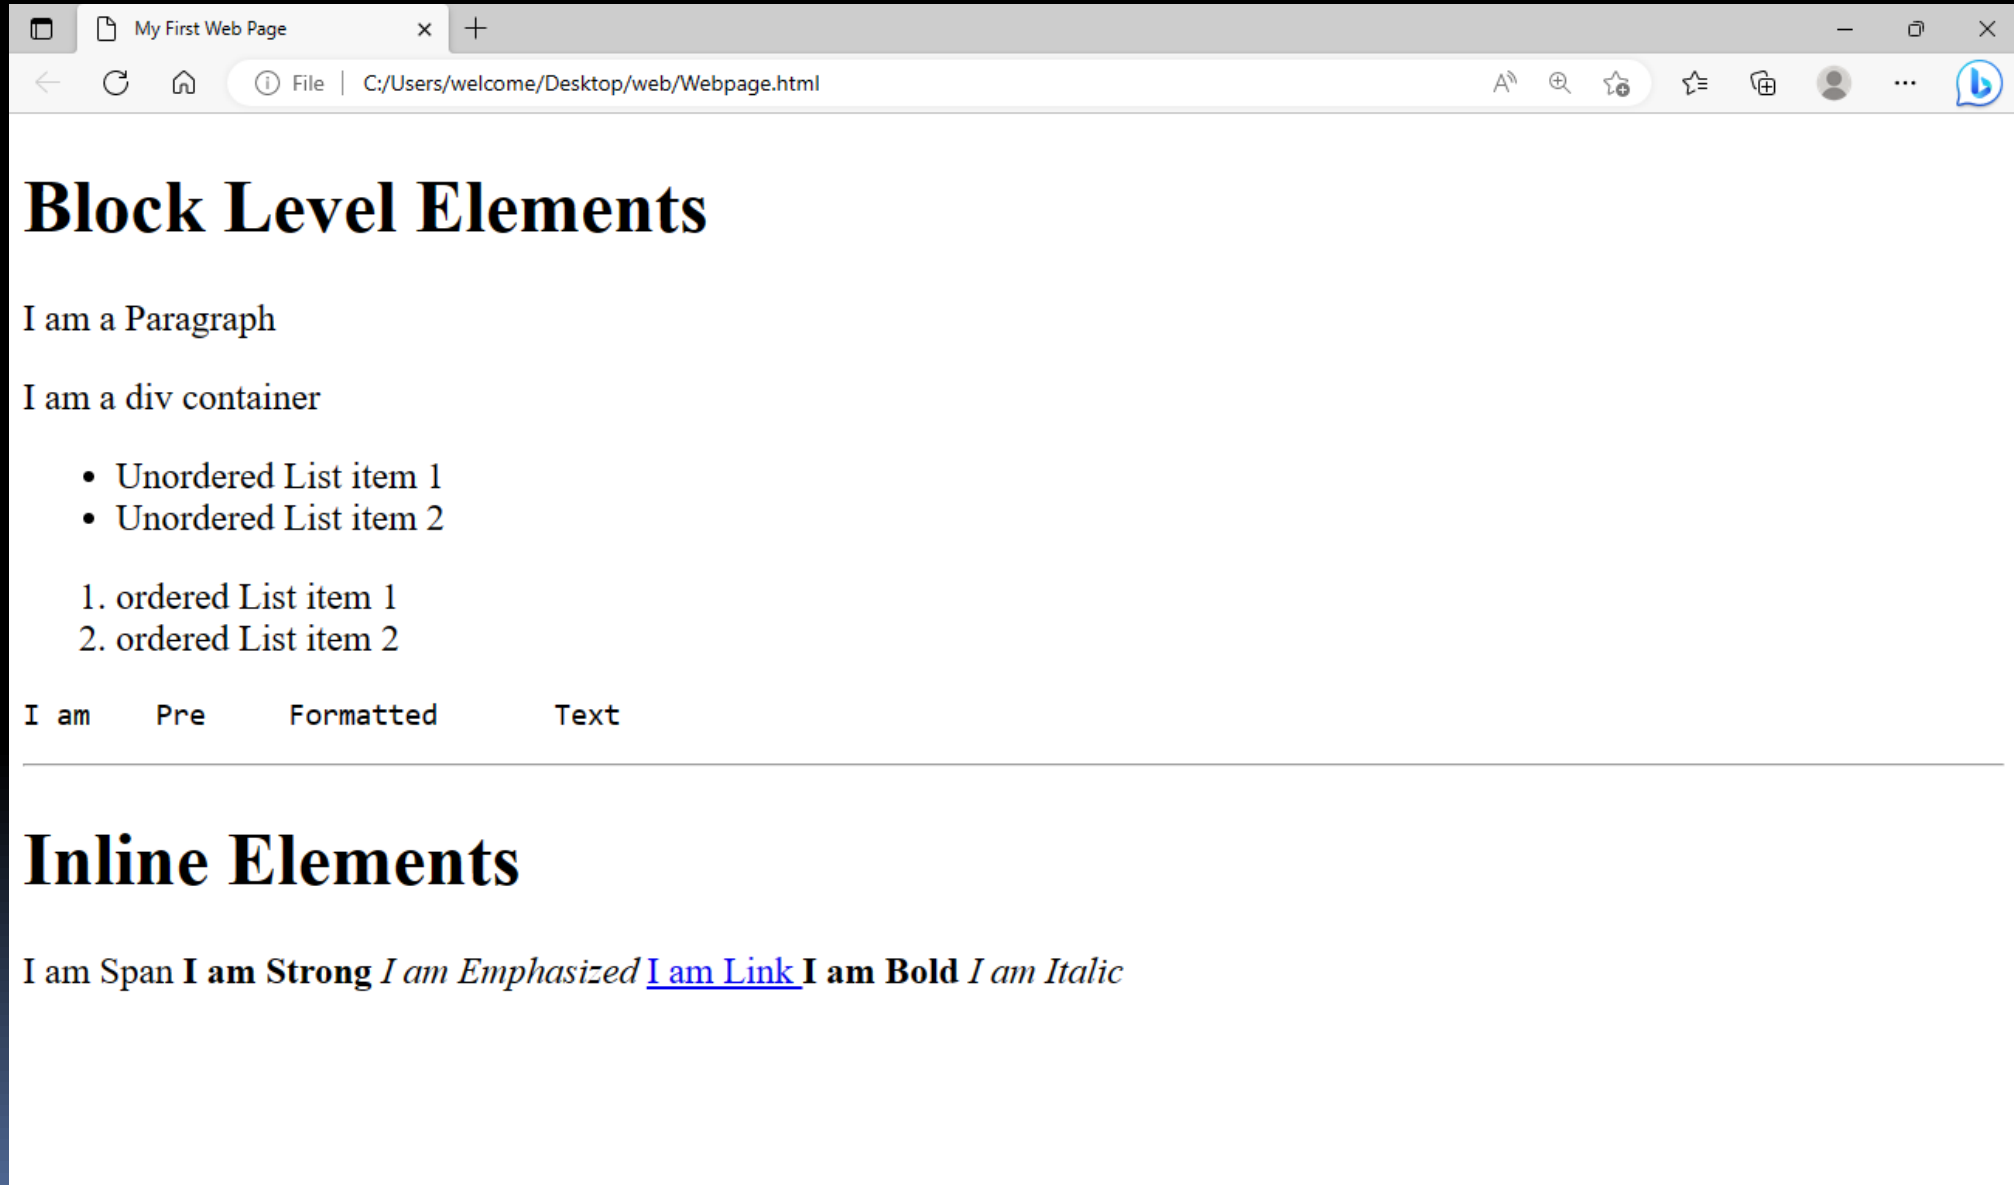 My First Web Page
File | C:/Users/welcome/Desktop/web/Webpage.html
Block Level Elements
I am a Paragraph
I am a div container
• Unordered List item 1
• Unordered List item 2
1. ordered List item 1
2. ordered List item 2
I am    Pre     Formatted       Text
Inline Elements
I am Span I am Strong I am Emphasized I am Link I am Bold I am Italic